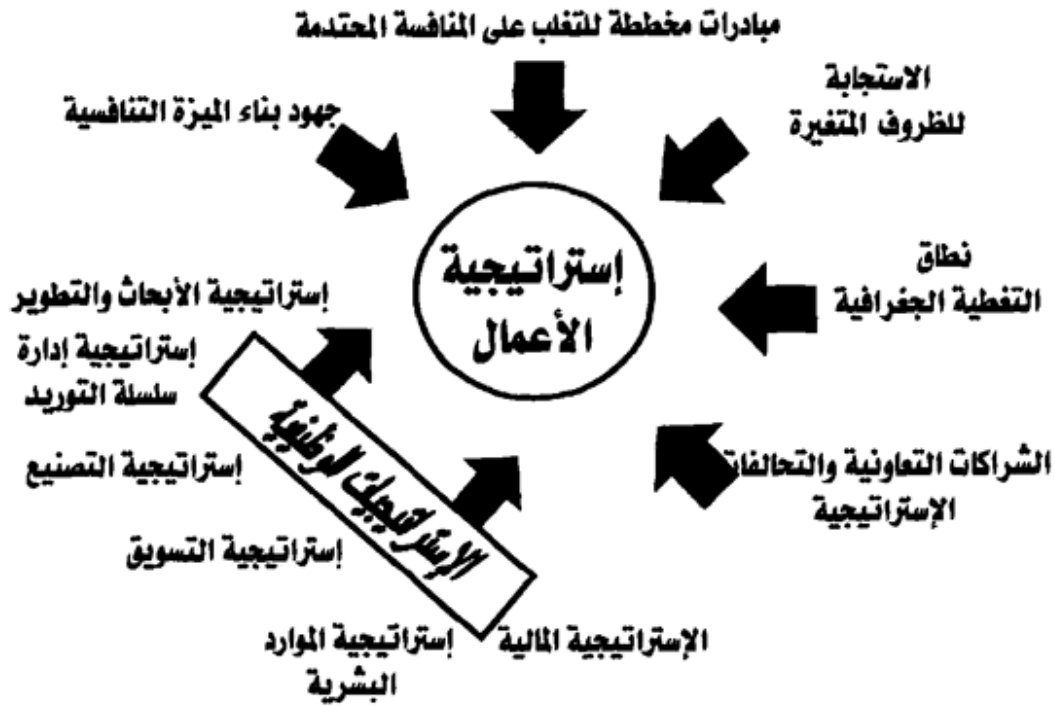 مبادرات مخططة للتغلب على المنافسة المحتدمة
الاستجابة
للظروف المتغيرة
جهود بناء الميزة التنافسية
إستراتيجية
الأعمال
نطاق
التغطية الجغرافية
إستراتيجية الأبحاث والتطوير
إستراتيجية إدارة
سلسلة التوريد
الإستراتيجيات الوظيفية
الشراكات التعاونية والتحالفات
الإستراتيجية
إستراتيجية التصنيع
إستراتيجية التسويق
الإستراتيجية المالية
إستراتيجية الموارد
البشرية